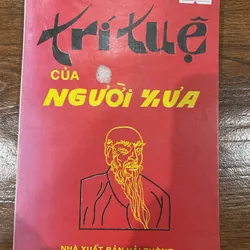 trí tuệ
CỦA
NGƯỜI XƯA
NHÀ XUẤT BẢN HẢI PHÒNG